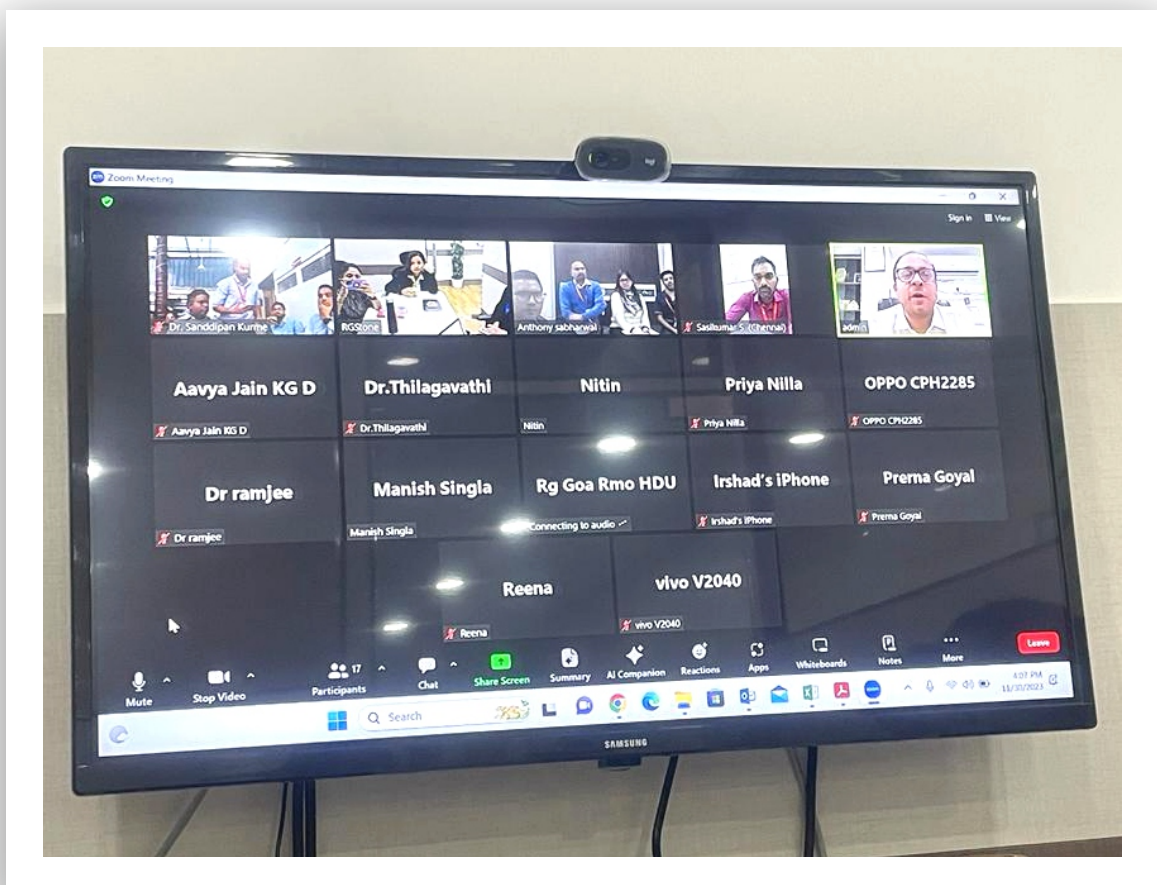 logi
zm Zoom Meeting
Sign in View
Dr. Sanddipan Kurme
RGStone
Anthony sabharwal
Sasikumar S. (Chennai)
admin
Aavya Jain KG D
Dr.Thilagavathi
Nitin
Priya Nilla
OPPO CPH2285
Aavya Jain KG D
Dr.Thilagavathi
Nitin
Priya Nilla
OPPO CPH2285
Dr ramjee
Manish Singla
Rg Goa Rmo HDU
Irshad's iPhone
Prerna Goyal
Dr ramjee
Manish Singla
Connecting to audio
Irshad's iPhone
Prerna Goyal
Reena
vivo V2040
Reena
vivo V2040
Mute
Stop Video
Participants 17
Chat
Share Screen
Summary
AI Companion
Reactions
Apps
Whiteboards
Notes
More
Leave
Search
4:07 PM
11/30/2023
SAMSUNG